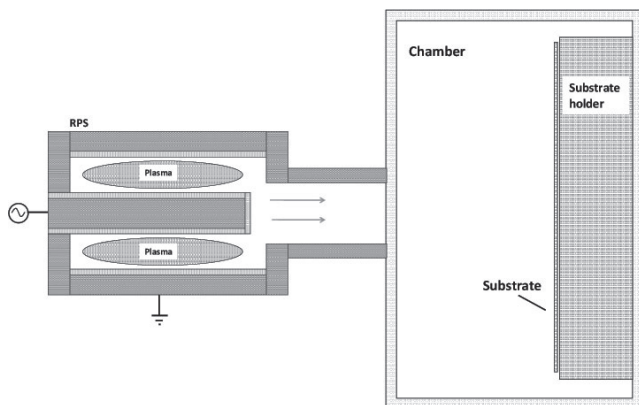 Chamber
Substrate
holder
RPS
Plasma
Plasma
Substrate